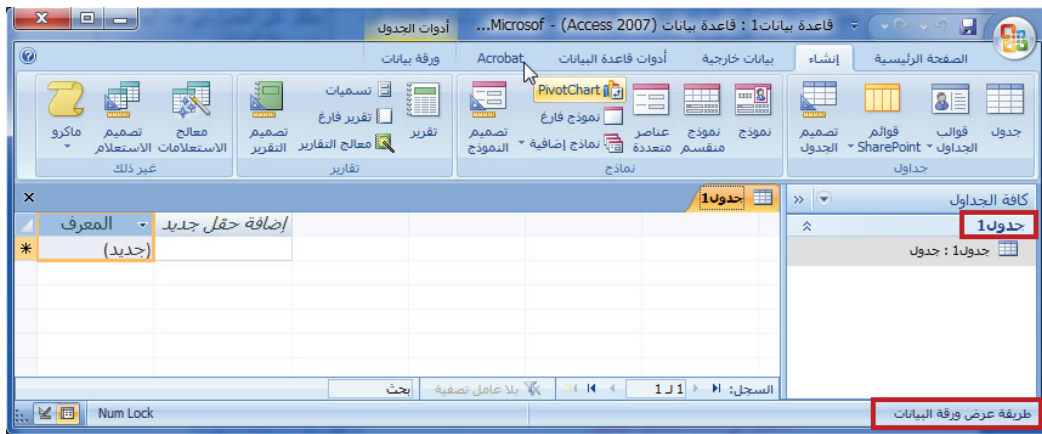 قاعدة بيانات1 : قاعدة بيانات (Access 2007) - Microsof...
أدوات الجدول
الصفحة الرئيسية
إنشاء
بيانات خارجية
أدوات قاعدة البيانات
Acrobat
ورقة بيانات
جدول
قوالب الجداول
قوائم SharePoint
تصميم الجدول
جداول
نموذج
نموذج منقسم
عناصر متعددة
PivotChart
نموذج فارغ
نماذج إضافية
تصميم النموذج
نماذج
تقرير
تسميات
تقرير فارغ
معالج التقارير
تصميم التقرير
تقارير
معالج الاستعلامات
تصميم الاستعلام
ماكرو
غير ذلك
كافة الجداول
جدول1
جدول1 : جدول
جدول1
المعرف
إضافة حقل جديد
(جديد)
السجل:
1 لـ 1
بلا عامل تصفية
بحث
طريقة عرض ورقة البيانات
Num Lock